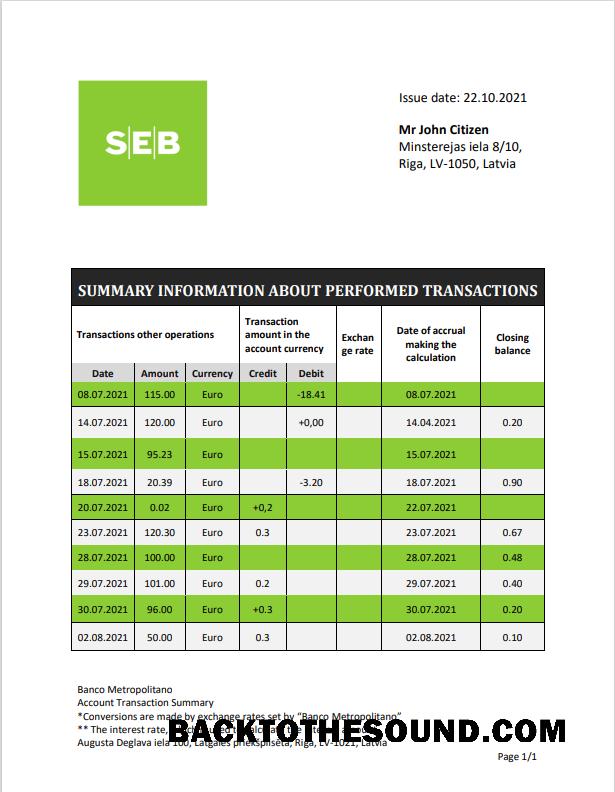 Issue date: 22.10.2021
S|E|B
Mr John Citizen
Minsterejas iela 8/10,
Riga, LV-1050, Latvia
SUMMARY INFORMATION ABOUT PERFORMED TRANSACTIONS
Transactions other operations
Transaction
amount in the
account currency
Exchan
ge rate
Date of accrual
making the
calculation
Closing
balance
Date Amount Currency Credit Debit
08.07.2021 115.00 Euro -18.41 08.07.2021
14.07.2021 120.00 Euro +0,00 14.04.2021 0.20
15.07.2021 95.23 Euro 15.07.2021
18.07.2021 20.39 Euro -3.20 18.07.2021 0.90
20.07.2021 0.02 Euro +0,2 22.07.2021
23.07.2021 120.30 Euro 0.3 23.07.2021 0.67
28.07.2021 100.00 Euro 28.07.2021 0.48
29.07.2021 101.00 Euro 0.2 29.07.2021 0.40
30.07.2021 96.00 Euro +0.3 30.07.2021 0.20
02.08.2021 50.00 Euro 0.3 02.08.2021 0.10
Banco Metropolitano
Account Transaction Summary
*Conversions are made by exchange rates set by “Banco Metropolitano”
** The interest rate,
BACKTOTHESOUND.COM
Augusta Deglava iela 100, Latgales priekšpilsēta, Riga, LV-1021, Latvia
Page 1/1